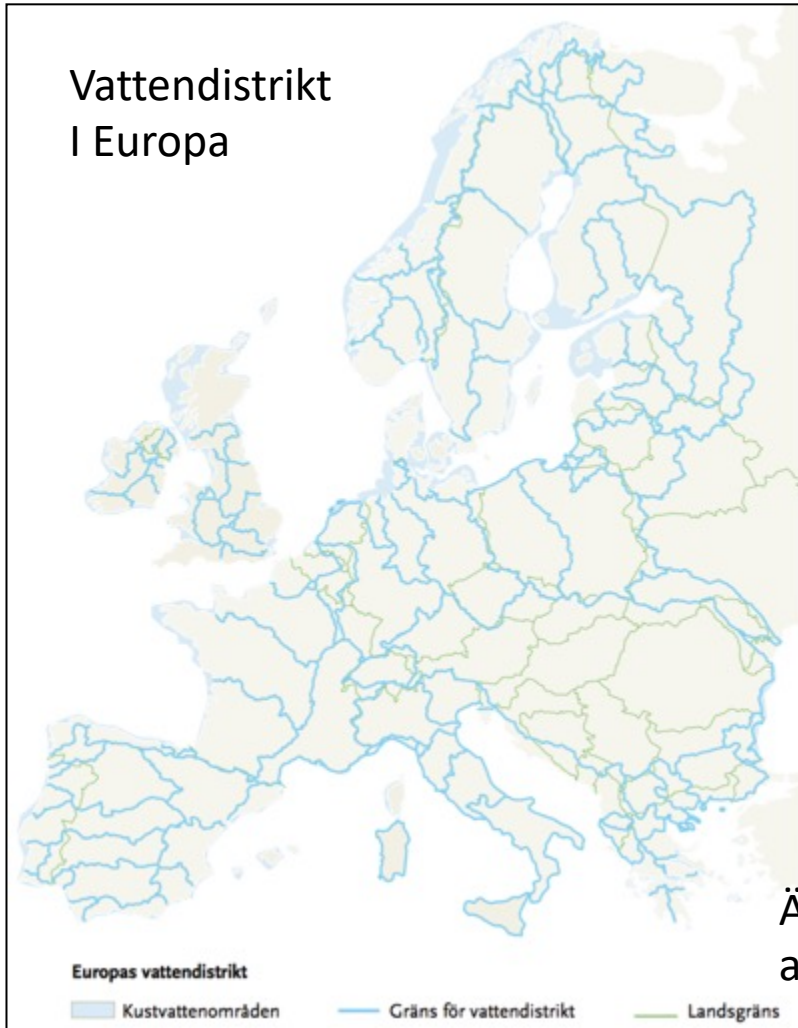 Vattendistrikt
I Europa
Ä
a
Europas vattendistrikt
Kustvattenområden
Gräns för vattendistrikt
Landsgräns